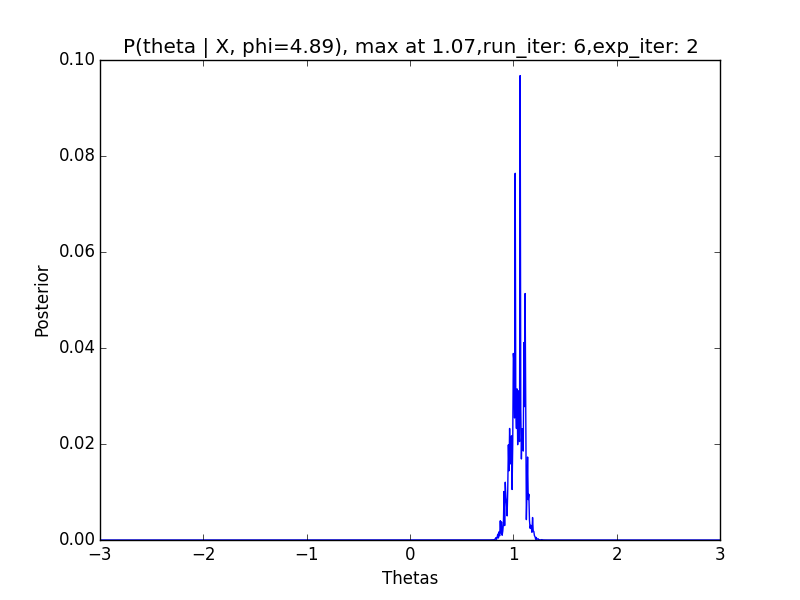 P(theta | X, phi=4.89), max at 1.07,run_iter: 6,exp_iter: 2
0.10
0.08
0.06
0.04
0.02
0.00
Posterior
−3 −2 −1 0 1 2 3
Thetas